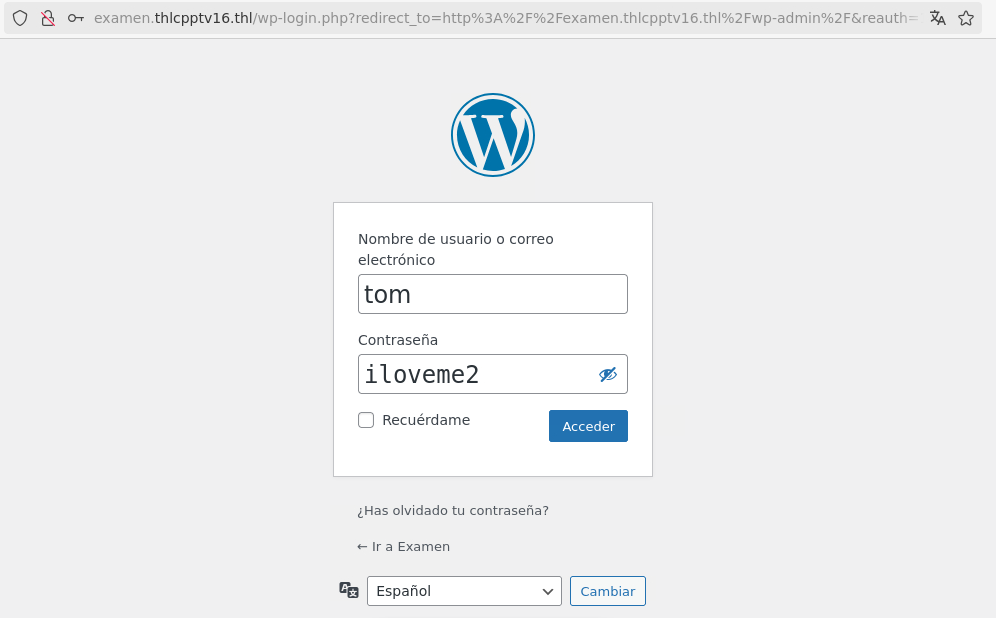 examen.thlcpptv16.thl/wp-login.php?redirect_to=http%3A%2F%2Fexamen.thlcpptv16.thl%2Fwp-admin%2F&reauth=
Nombre de usuario o correo
electrónico
tom
Contraseña
iloveme2
Recuérdame
Acceder
¿Has olvidado tu contraseña?
← Ir a Examen
Español
Cambiar